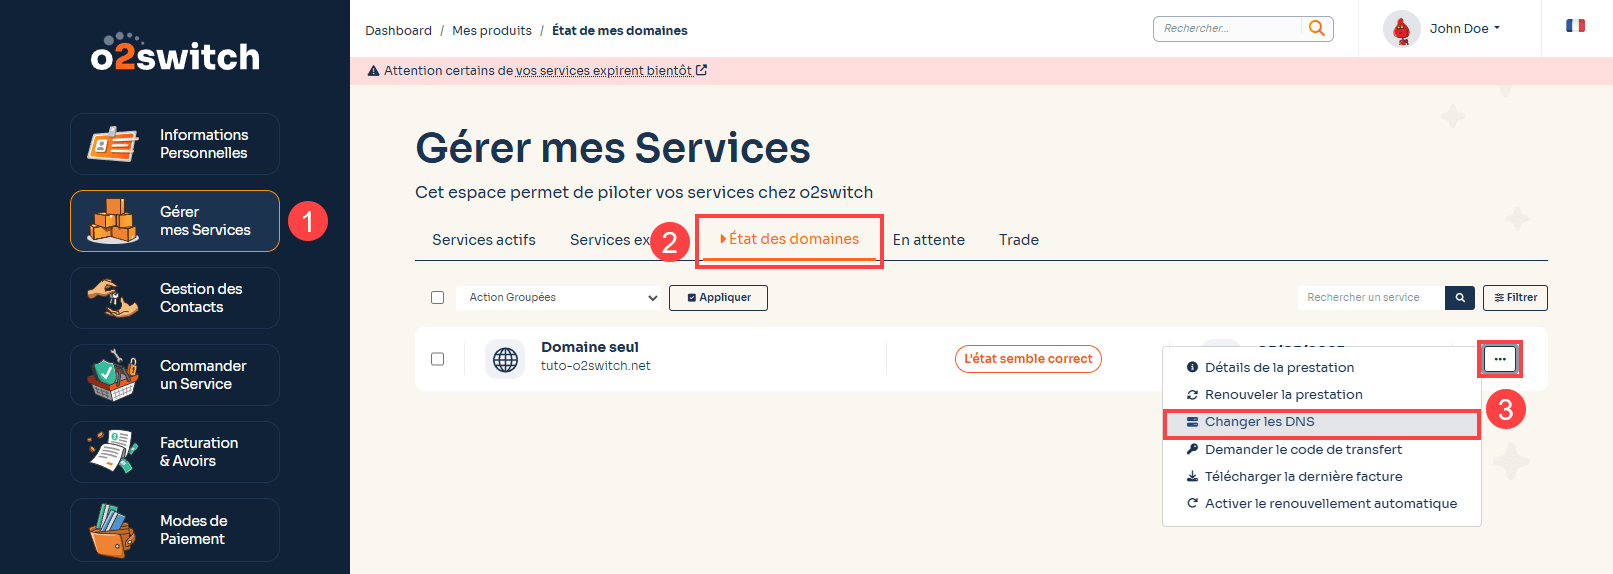 o2switch
Dashboard / Mes produits / État de mes domaines
Rechercher...
John Doe
Attention certains de vos services expirent bientôt
Informations
Personnelles
Gérer
mes Services
1
Gestion des
Contacts
Commander
un Service
Facturation
& Avoirs
Modes de
Paiement
Gérer mes Services
Cet espace permet de piloter vos services chez o2switch
Services actifs
Services ex
2
État des domaines
En attente
Trade
Action Groupées
Appliquer
Rechercher un service
Filtrer
Domaine seul
tuto-o2switch.net
L'état semble correct
...
Détails de la prestation
Renouveler la prestation
Changer les DNS
3
Demander le code de transfert
Télécharger la dernière facture
Activer le renouvellement automatique